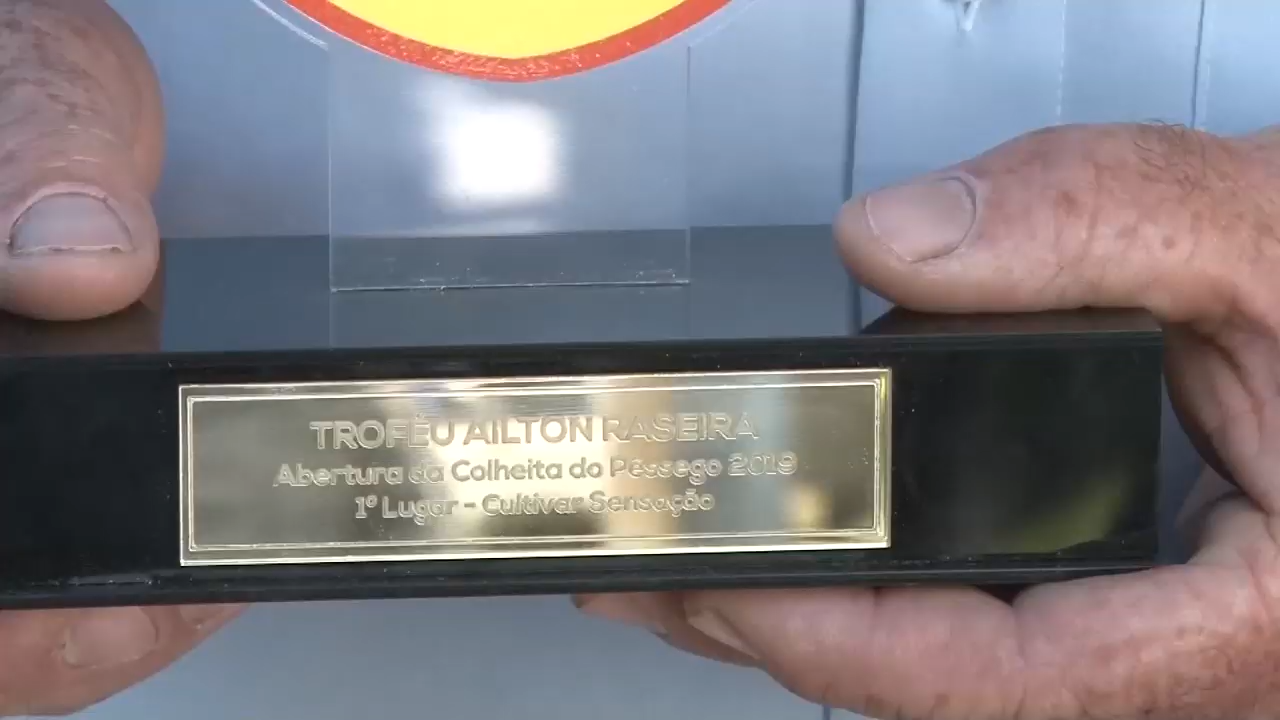 TROFÉU AILTON RASEIRA
Abertura da Colheita do Pêssego 2019
1º Lugar - Cultivar Sensação